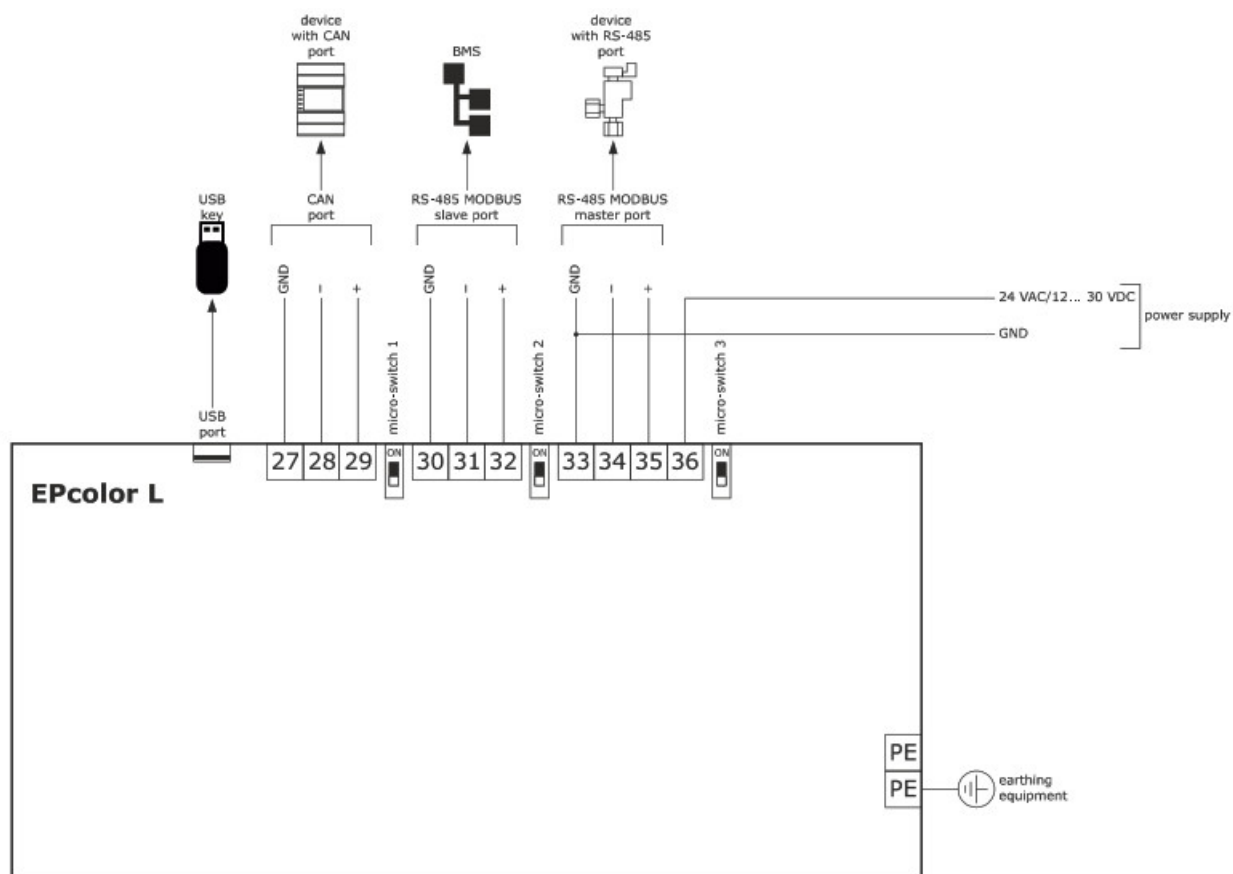 device
with CAN
port
BMS
device
with RS-485
port
USB
key
CAN
port
RS-485 MODBUS
slave port
RS-485 MODBUS
master port
GND
−
+
GND
−
+
GND
−
+
24 VAC/12... 30 VDC
GND
power supply
micro-switch 1
micro-switch 2
micro-switch 3
USB
port
27 28 29 ON 30 31 32 ON 33 34 35 36 ON
EPcolor L
PE
PE
earthing
equipment